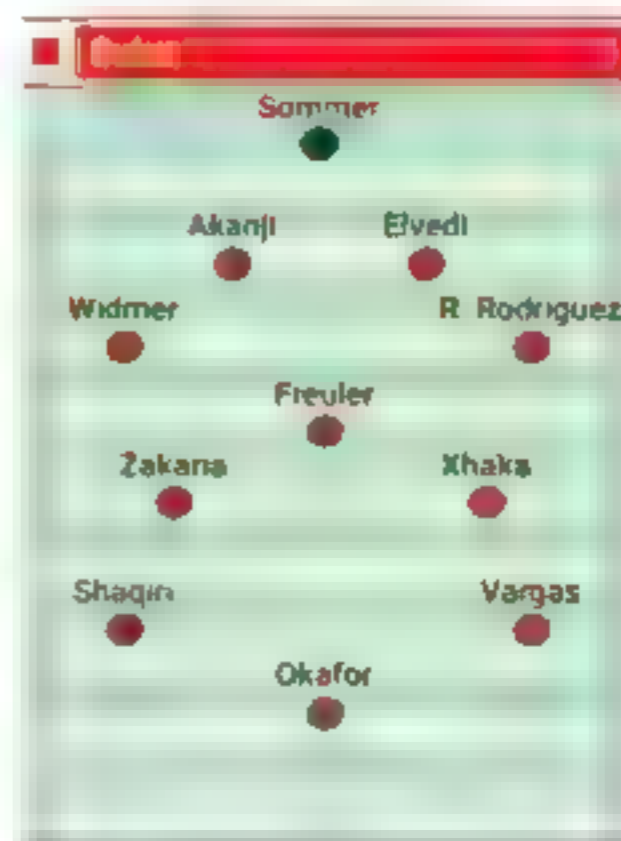 Sommer
Akanji Elvedi
Widmer R Rodriguez
Freuler
Zakaria Xhaka
Shaqiri Vargas
Okafor